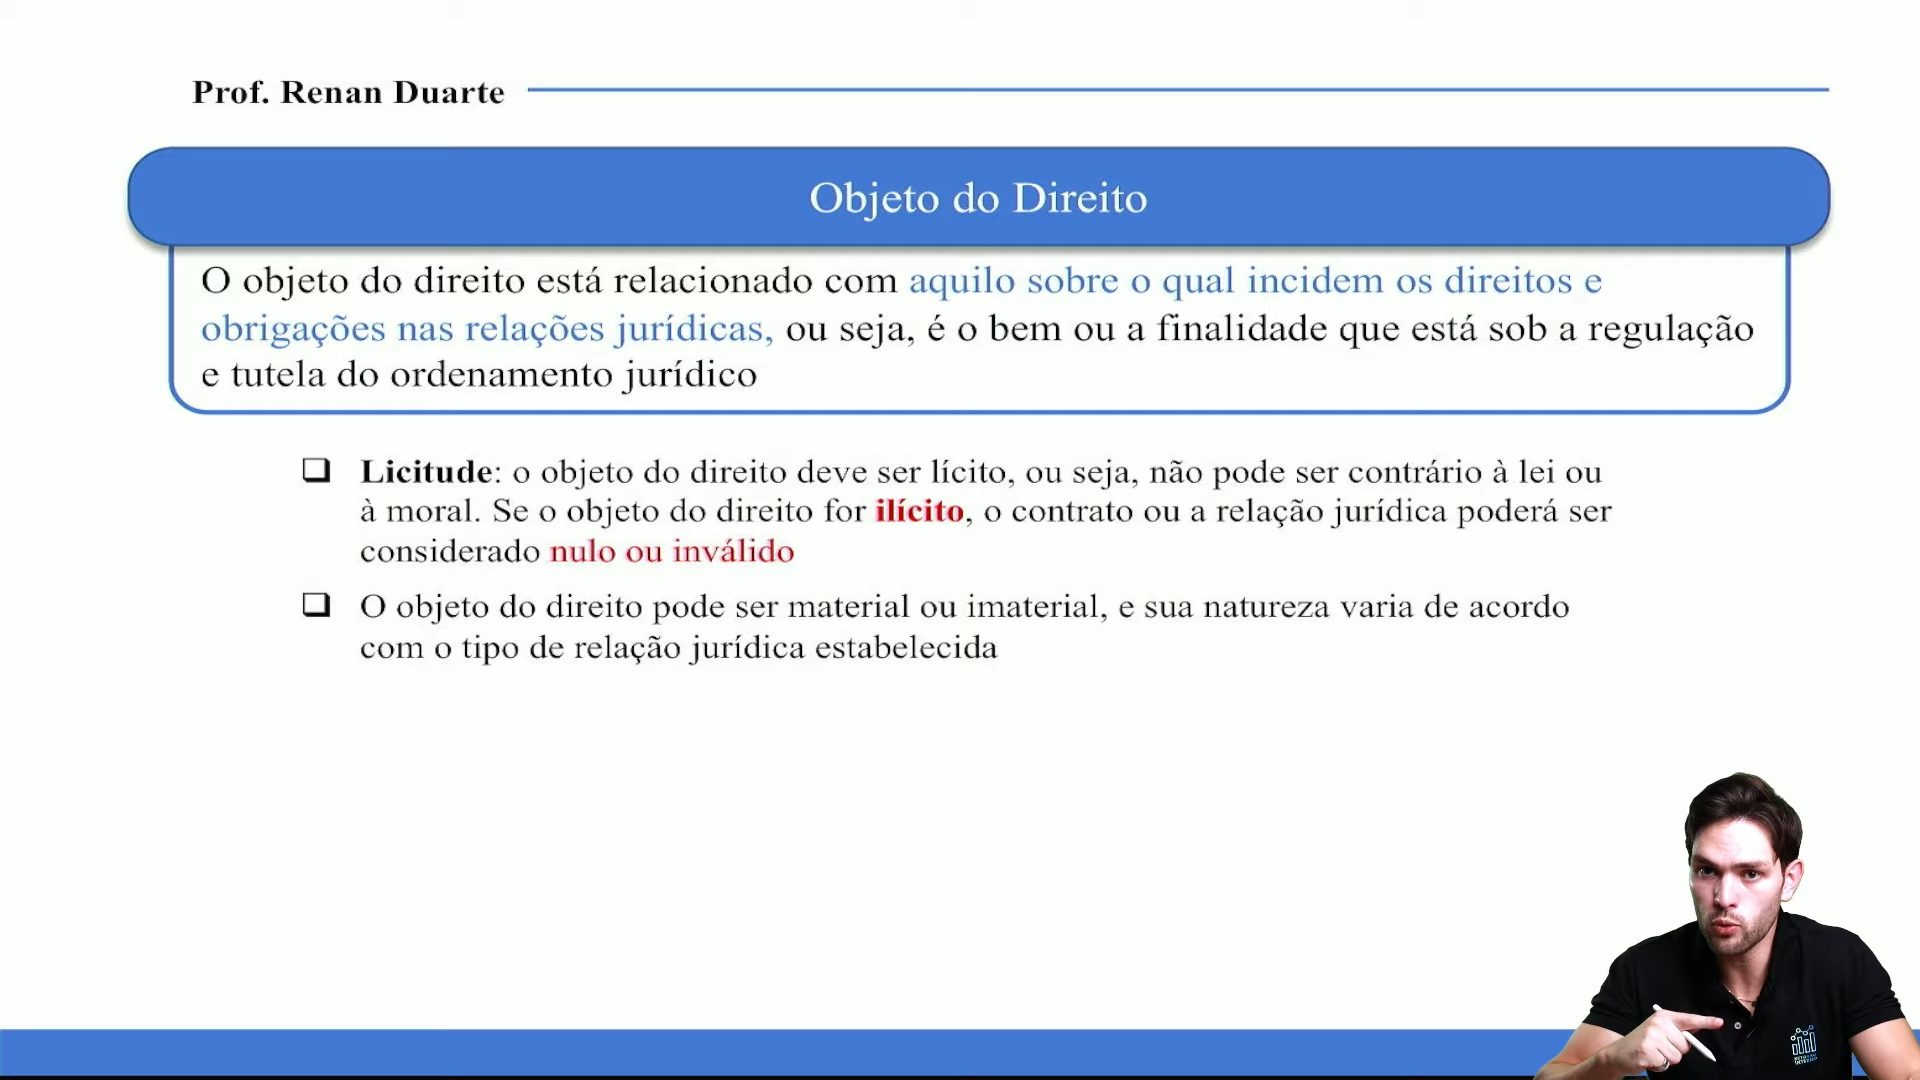 Prof. Renan Duarte
Objeto do Direito
O objeto do direito está relacionado com aquilo sobre o qual incidem os direitos e
obrigações nas relações jurídicas, ou seja, é o bem ou a finalidade que está sob a regulação
e tutela do ordenamento jurídico
Licitude: o objeto do direito deve ser lícito, ou seja, não pode ser contrário à lei ou
à moral. Se o objeto do direito for ilícito, o contrato ou a relação jurídica poderá ser
considerado nulo ou inválido
O objeto do direito pode ser material ou imaterial, e sua natureza varia de acordo
com o tipo de relação jurídica estabelecida